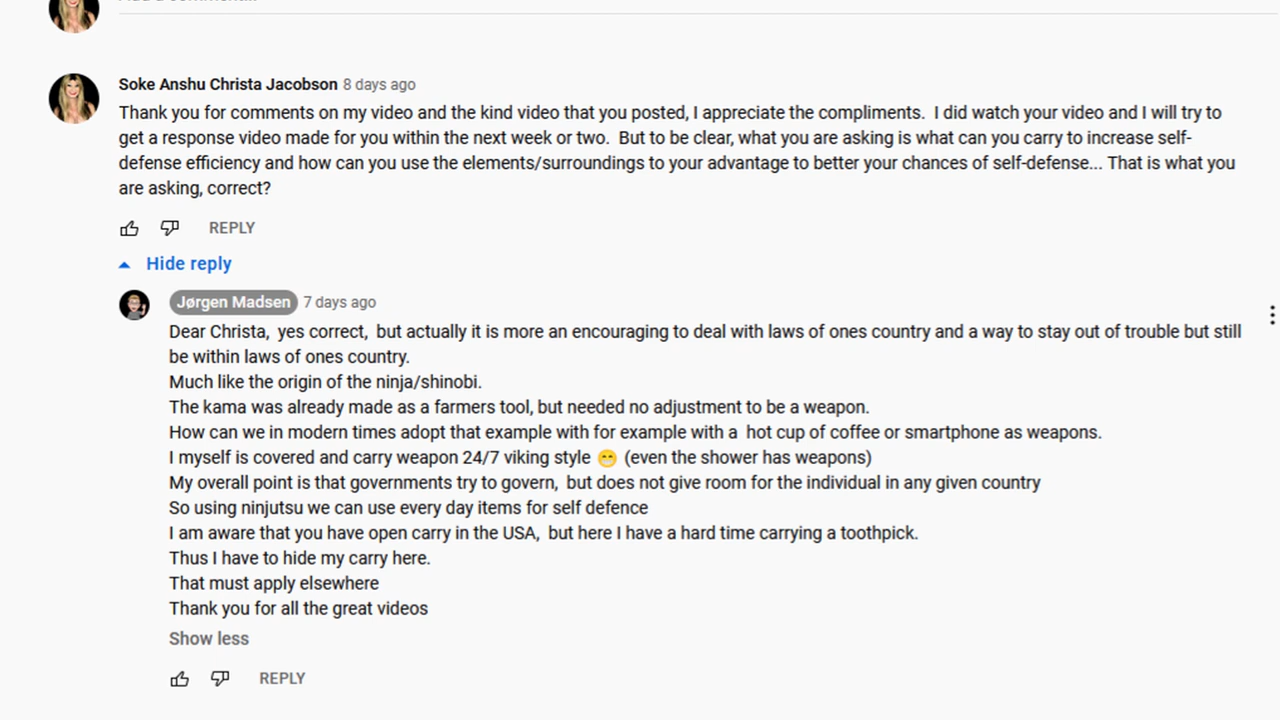 Soke Anshu Christa Jacobson 8 days ago
Thank you for comments on my video and the kind video that you posted, I appreciate the compliments.  I did watch your video and I will try to
get a response video made for you within the next week or two.  But to be clear, what you are asking is what can you carry to increase self-
defense efficiency and how can you use the elements/surroundings to your advantage to better your chances of self-defense... That is what you
are asking, correct?
REPLY
Hide reply
Jørgen Madsen 7 days ago
Dear Christa,  yes correct,  but actually it is more an encouraging to deal with laws of ones country and a way to stay out of trouble but still
be within laws of ones country.
Much like the origin of the ninja/shinobi.
The kama was already made as a farmers tool, but needed no adjustment to be a weapon.
How can we in modern times adopt that example with for example with a  hot cup of coffee or smartphone as weapons.
I myself is covered and carry weapon 24/7 viking style 😁 (even the shower has weapons)
My overall point is that governments try to govern,  but does not give room for the individual in any given country
So using ninjutsu we can use every day items for self defence
I am aware that you have open carry in the USA,  but here I have a hard time carrying a toothpick.
Thus I have to hide my carry here.
That must apply elsewhere
Thank you for all the great videos
Show less
REPLY